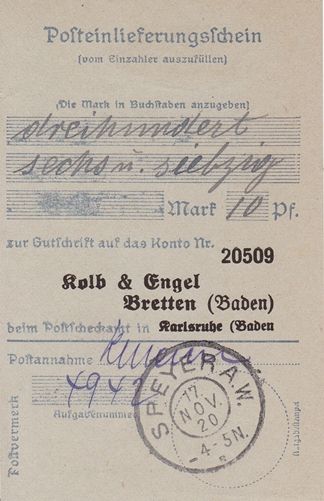 Posteinlieferungsschein
(vom Einzahler auszufüllen)
(Die Mark in Buchstaben anzugeben)
dreihundert
sechs u. siebzig
Mark 10 Pf.
zur Gutschrift auf das Konto Nr. 20509
Kolb & Engel
Bretten (Baden)
beim Postscheckamt in Karlsruhe (Baden
Postannahme
4942
Aufgabenummer
Postvermerk
SPEYER A.W.
17
NOV.
20
-4-5N.